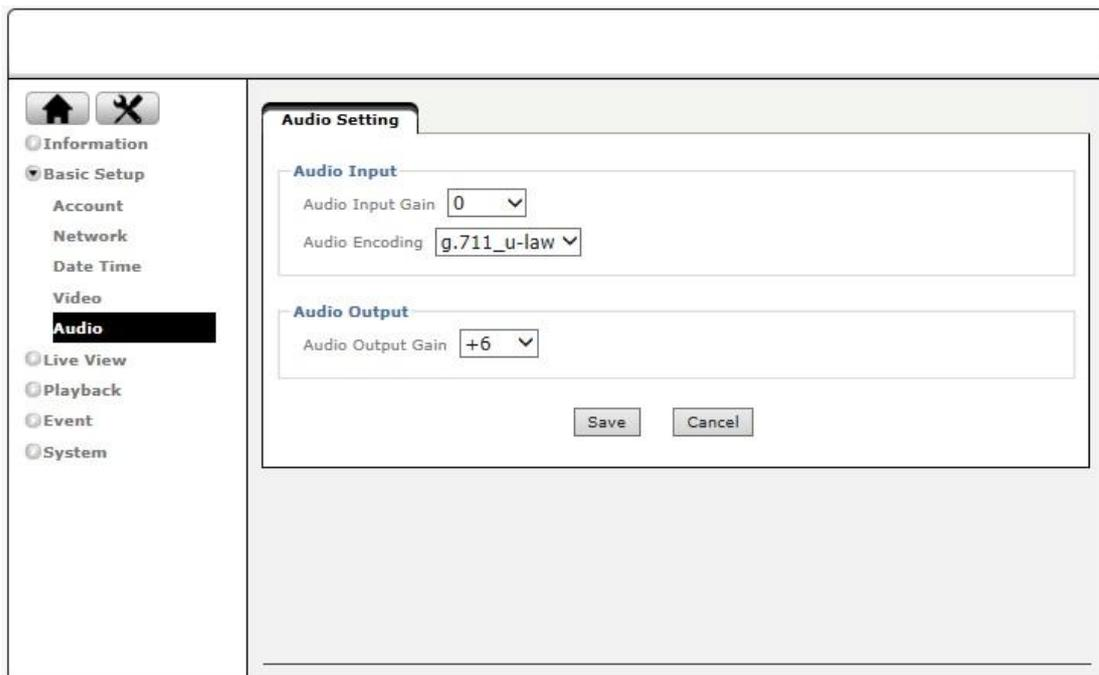 Information
Basic Setup
Account
Network
Date Time
Video
Audio
Live View
Playback
Event
System
Audio Setting
Audio Input
Audio Input Gain 0
Audio Encoding g.711_u-law
Audio Output
Audio Output Gain +6
Save Cancel